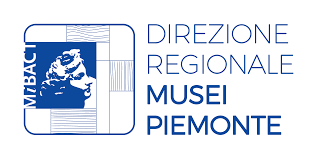 MiBACT
DIREZIONE
REGIONALE
MUSEI
PIEMONTE